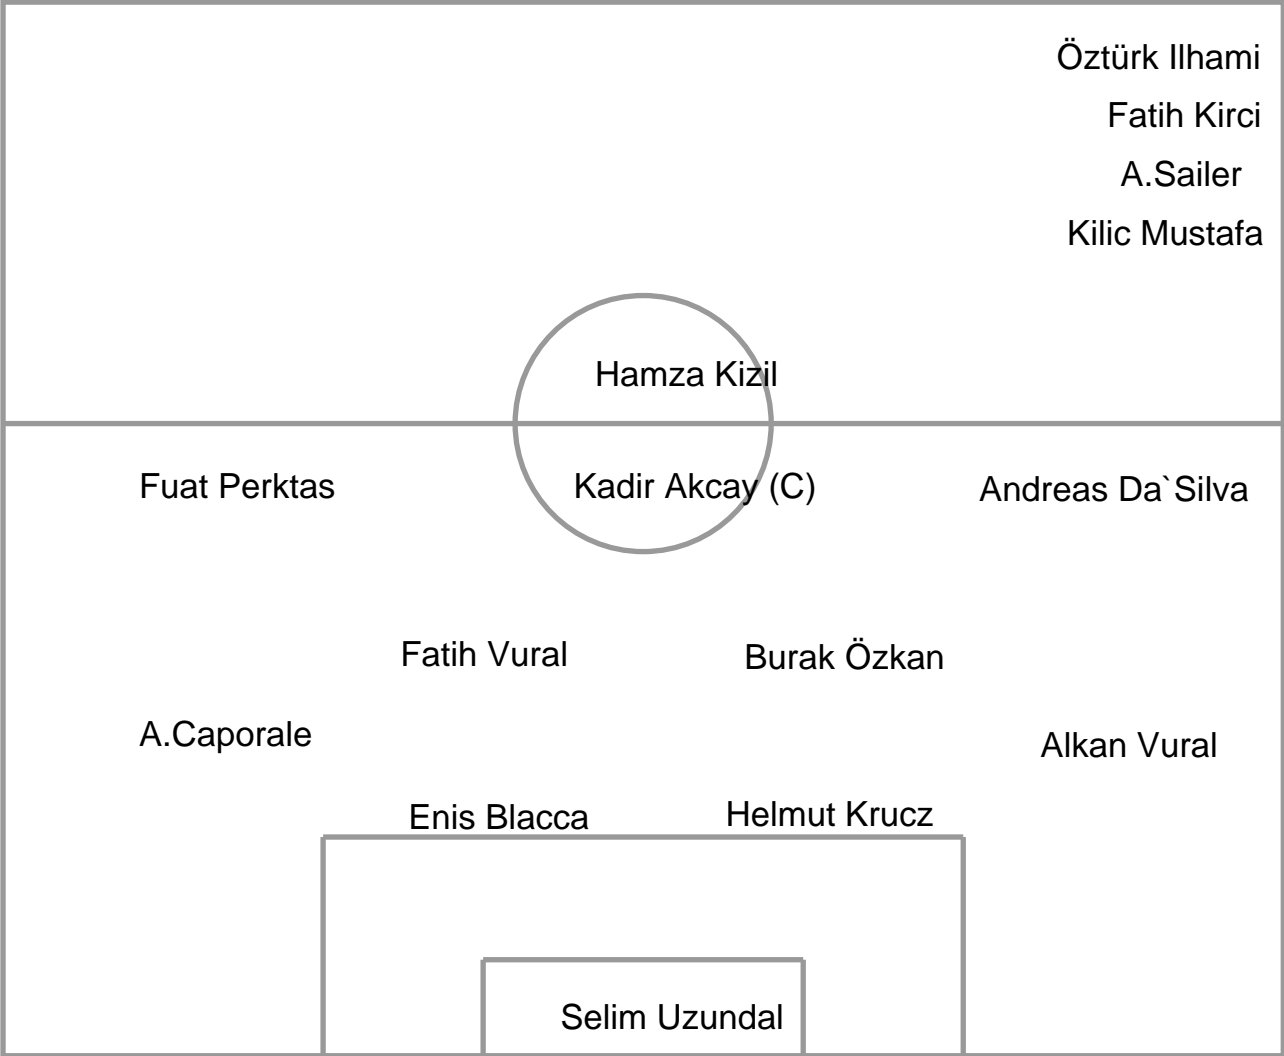 Öztürk Ilhami
Fatih Kirci
A.Sailer
Kilic Mustafa
Hamza Kizil
Fuat Perktas
Kadir Akcay (C)
Andreas Da`Silva
Fatih Vural
Burak Özkan
A.Caporale
Alkan Vural
Enis Blacca
Helmut Krucz
Selim Uzundal